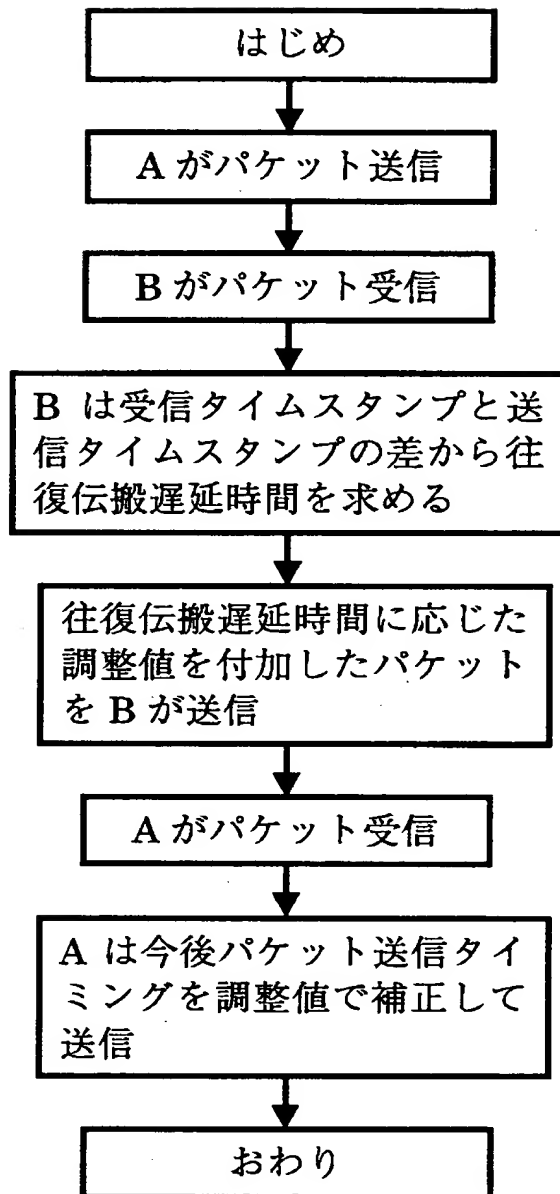 はじめ
A がパケット送信
B がパケット受信
B は受信タイムスタンプと送
信タイムスタンプの差から往
復伝搬遅延時間を求める
往復伝搬遅延時間に応じた
調整値を付加したパケット
を B が送信
A がパケット受信
A は今後パケット送信タイ
ミングを調整値で補正して
送信
おわり